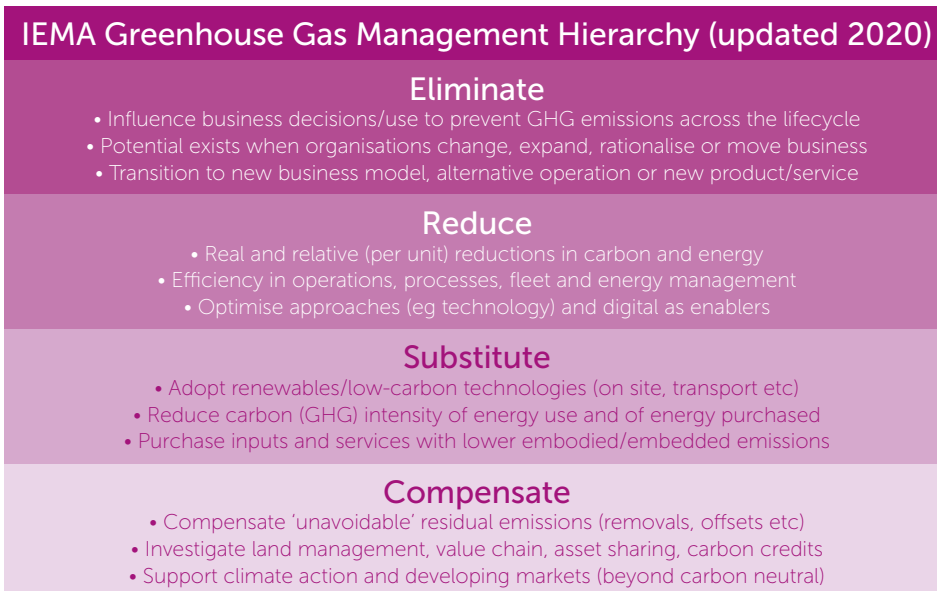 IEMA Greenhouse Gas Management Hierarchy (updated 2020)
Eliminate
• Influence business decisions/use to prevent GHG emissions across the lifecycle
• Potential exists when organisations change, expand, rationalise or move business
• Transition to new business model, alternative operation or new product/service
Reduce
• Real and relative (per unit) reductions in carbon and energy
• Efficiency in operations, processes, fleet and energy management
• Optimise approaches (eg technology) and digital as enablers
Substitute
• Adopt renewables/low-carbon technologies (on site, transport etc)
• Reduce carbon (GHG) intensity of energy use and of energy purchased
• Purchase inputs and services with lower embodied/embedded emissions
Compensate
• Compensate ‘unavoidable’ residual emissions (removals, offsets etc)
• Investigate land management, value chain, asset sharing, carbon credits
• Support climate action and developing markets (beyond carbon neutral)